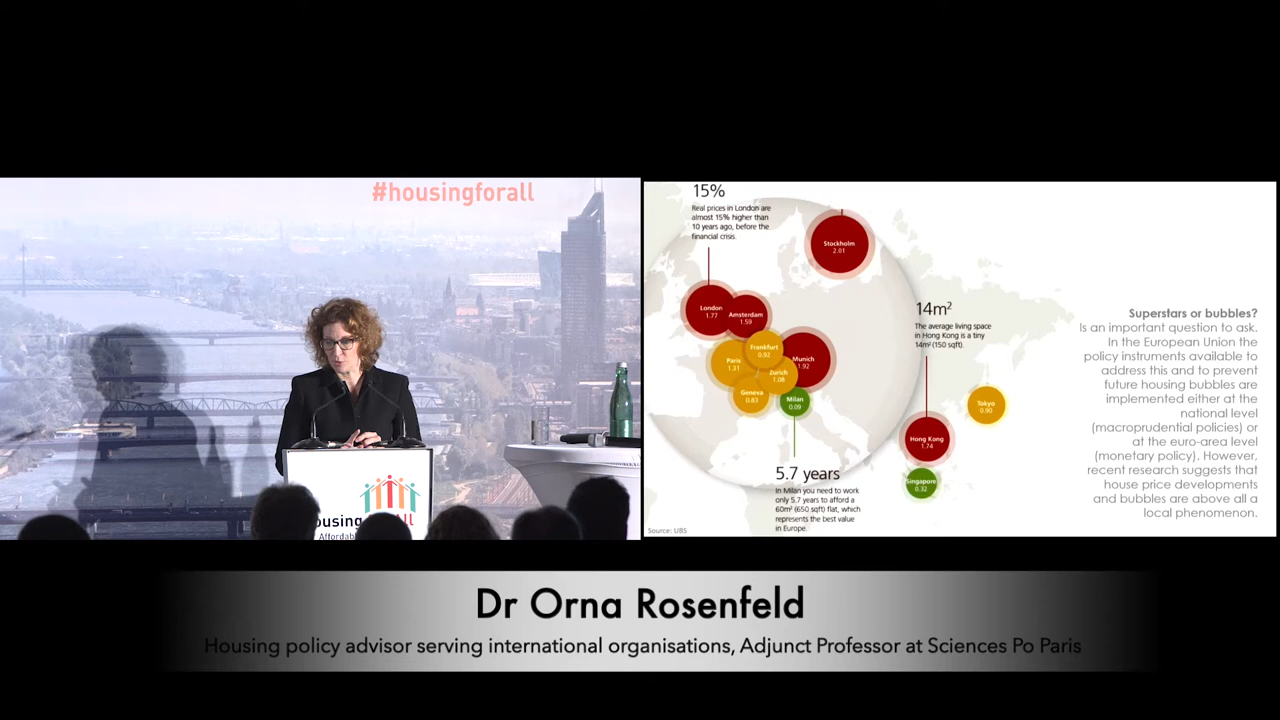 #housingforall
ousing all
Affordabl
15%
Real prices in London are
almost 15% higher than
10 years ago, before the
financial crisis.
Stockholm
2.01
London
1.77
Amsterdam
1.59
Frankfurt
0.92
Paris
1.31
Munich
1.92
Zurich
1.08
Geneva
0.83
Milan
0.09
14m²
The average living space
in Hong Kong is a tiny
14m² (150 sqft).
Tokyo
0.90
Hong Kong
1.74
Singapore
0.32
5.7 years
In Milan you need to work
only 5.7 years to afford a
60m² (650 sqft) flat, which
represents the best value
in Europe.
Source: UBS
Superstars or bubbles?
Is an important question to ask.
In the European Union the
policy instruments available to
address this and to prevent
future housing bubbles are
implemented either at the
national level
(macroprudential policies) or
at the euro-area level
(monetary policy). However,
recent research suggests that
house price developments
and bubbles are above all a
local phenomenon.
Dr Orna Rosenfeld
Housing policy advisor serving international organisations, Adjunct Professor at Sciences Po Paris